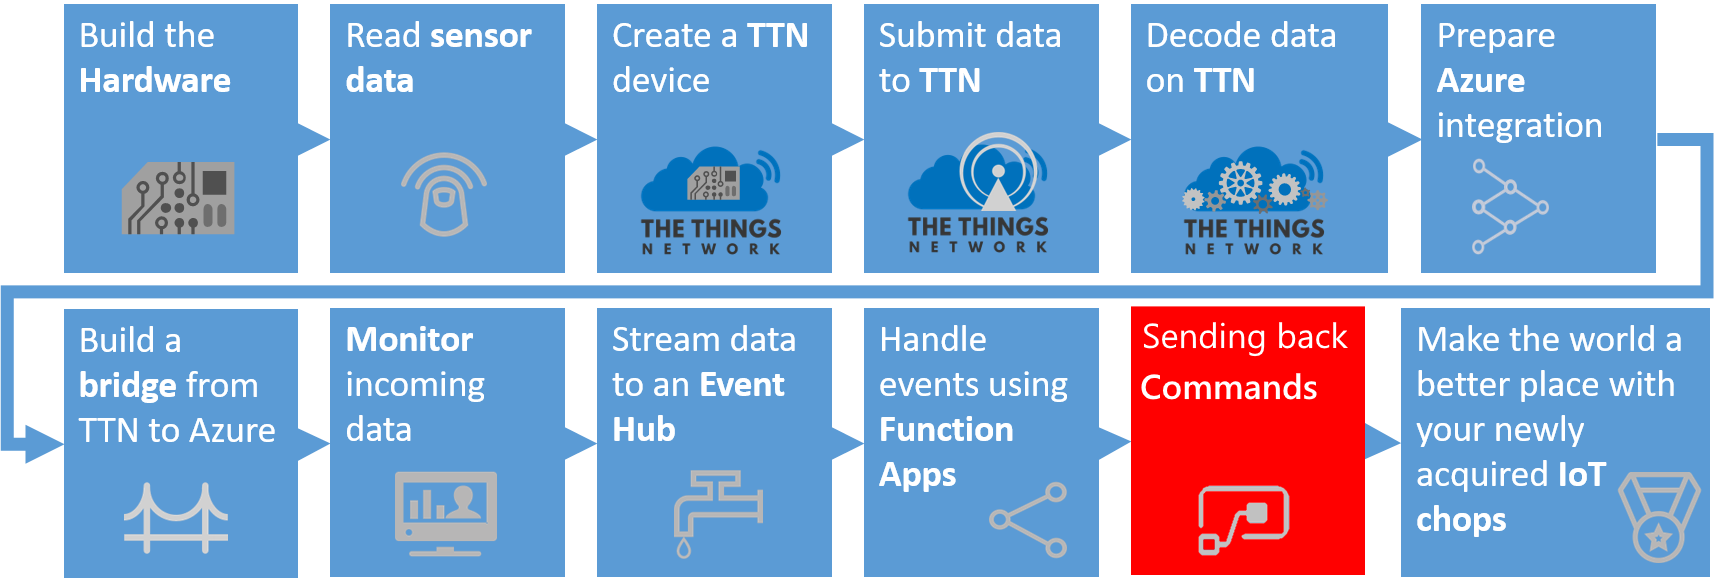 Build the
Hardware
Read sensor
data
Create a TTN
device
THE THINGS
NETWORK
Submit data
to TTN
THE THINGS
NETWORK
Decode data
on TTN
THE THINGS
NETWORK
Prepare
Azure
integration
Build a
bridge from
TTN to Azure
Monitor
incoming
data
Stream data
to an Event
Hub
Handle
events using
Function
Apps
Sending back
Commands
Make the world a
better place with
your newly
acquired IoT
chops